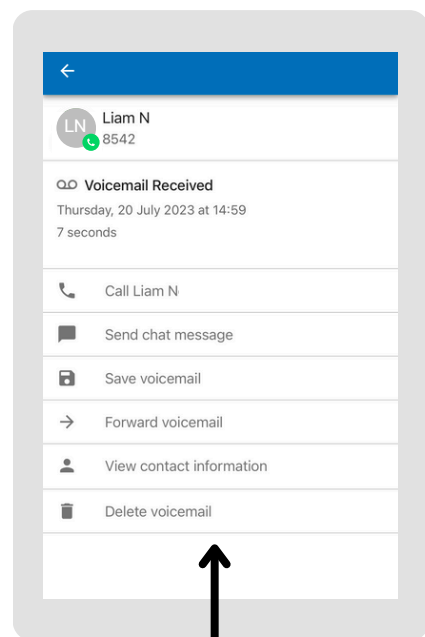 LN
Liam N
8542
Voicemail Received
Thursday, 20 July 2023 at 14:59
7 seconds
Call Liam N
Send chat message
Save voicemail
Forward voicemail
View contact information
Delete voicemail